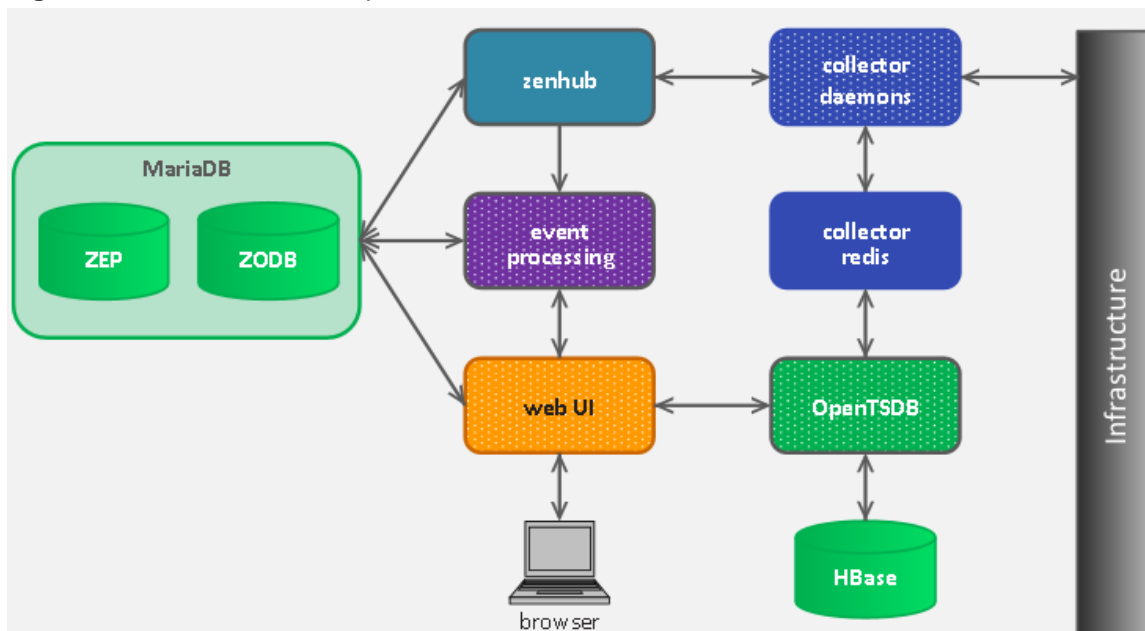 zenhub
collector
daemons
MariaDB
ZEP
ZODB
event
processing
collector
redis
web UI
OpenTSDB
HBase
browser
Infrastructure